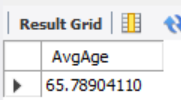 Result Grid
AvgAge
65.78904110